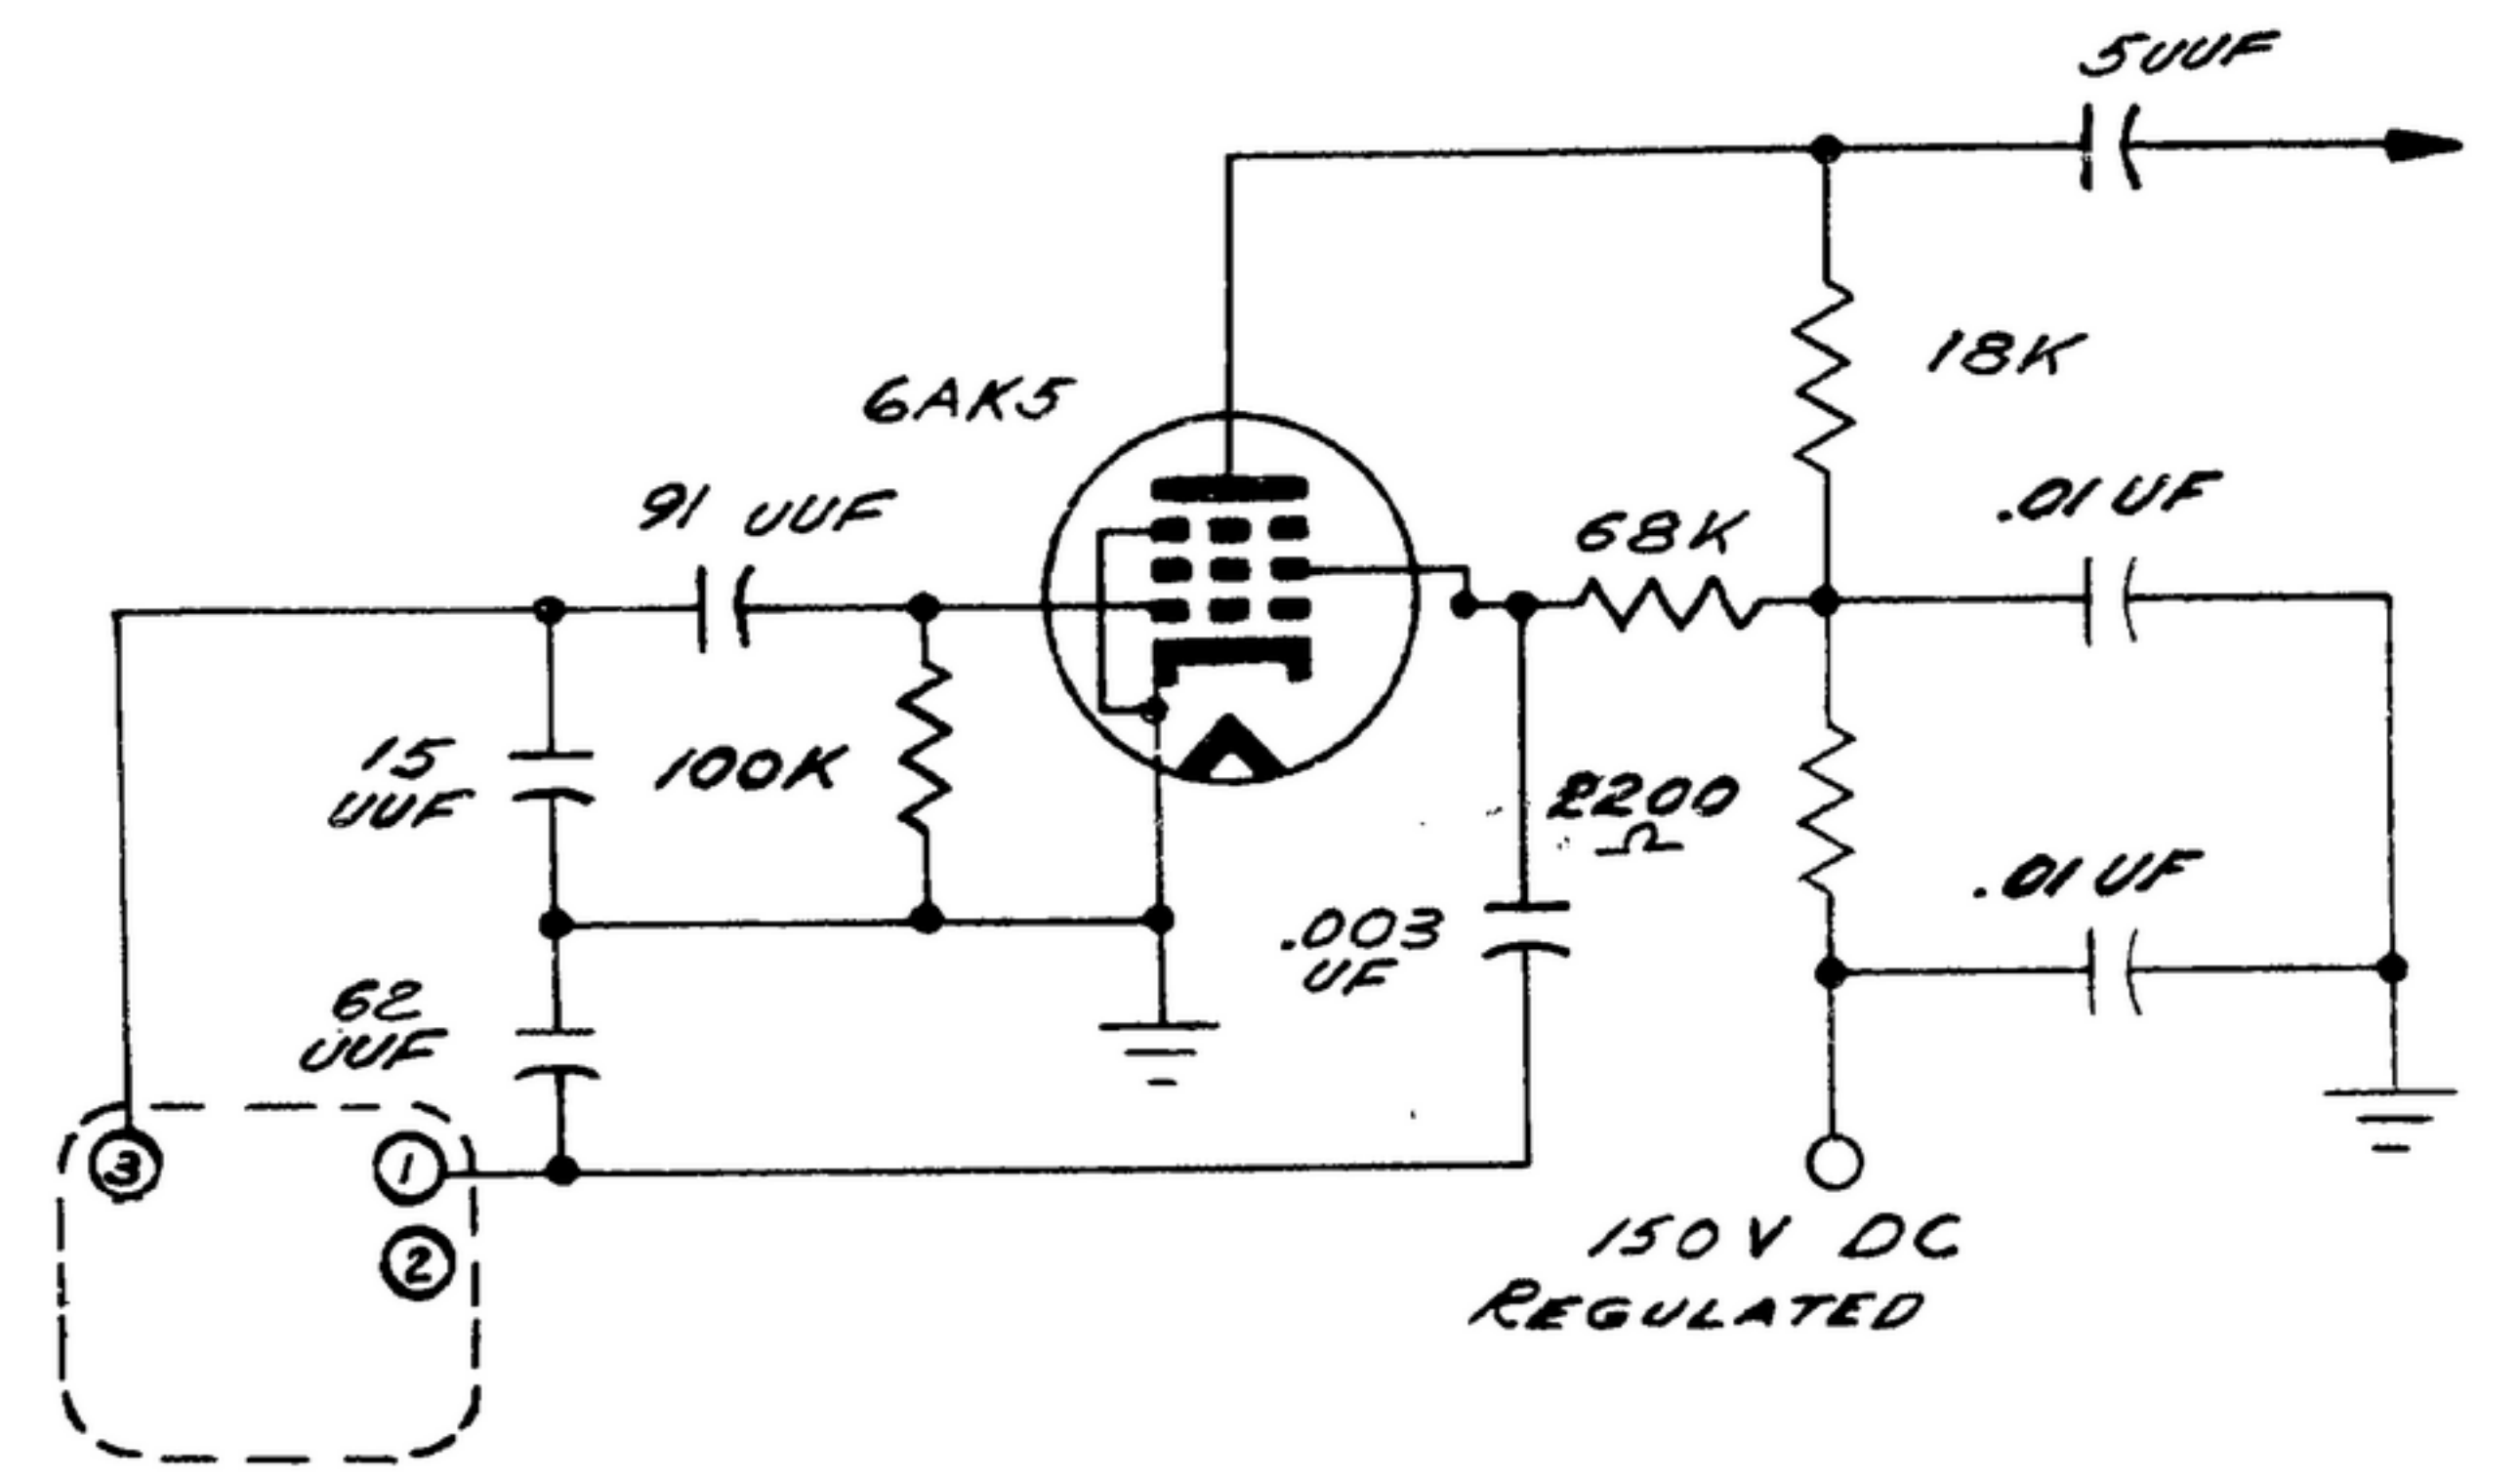 5UUF
18K
6AK5
91 UUF
68K
.01 UF
15
UUF
100K
2200
Ω
.01 UF
.003
UF
62
UUF
3
1
2
150 V DC
REGULATED